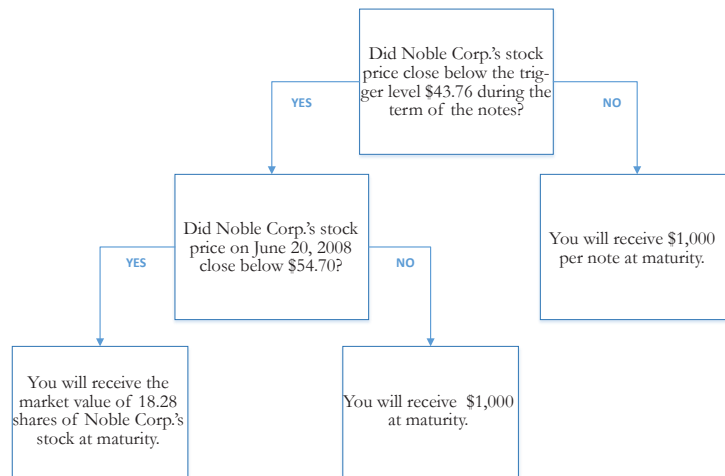 Did Noble Corp.'s stock
price close below the trig-
ger level $43.76 during the
term of the notes?
YES
NO
Did Noble Corp.'s stock
price on June 20, 2008
close below $54.70?
You will receive $1,000
per note at maturity.
YES
NO
You will receive the
market value of 18.28
shares of Noble Corp.'s
stock at maturity.
You will receive $1,000
at maturity.